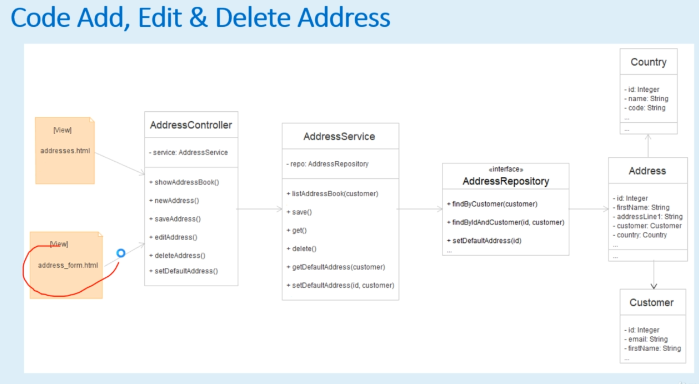 Code Add, Edit & Delete Address
[View]
addresses.html
[View]
address_form.html
AddressController
- service: AddressService
+ showAddressBook()
+ newAddress()
+ saveAddress()
+ editAddress()
+ deleteAddress()
+ setDefaultAddress()
AddressService
- repo: AddressRepository
+ listAddressBook(customer)
+ save()
+ get()
+ delete()
+ getDefaultAddress(customer)
+ setDefaultAddress(id, customer)
«interface»
AddressRepository
+ findByCustomer(customer)
+ findByIdAndCustomer(id, customer)
+ setDefaultAddress(id)
...
Country
- id: Integer
- name: String
- code: String
...
...
Address
- id: Integer
- firstName: String
- addressLine1: String
- customer: Customer
- country: Country
...
...
Customer
- id: Integer
- email: String
- firstName: String
...